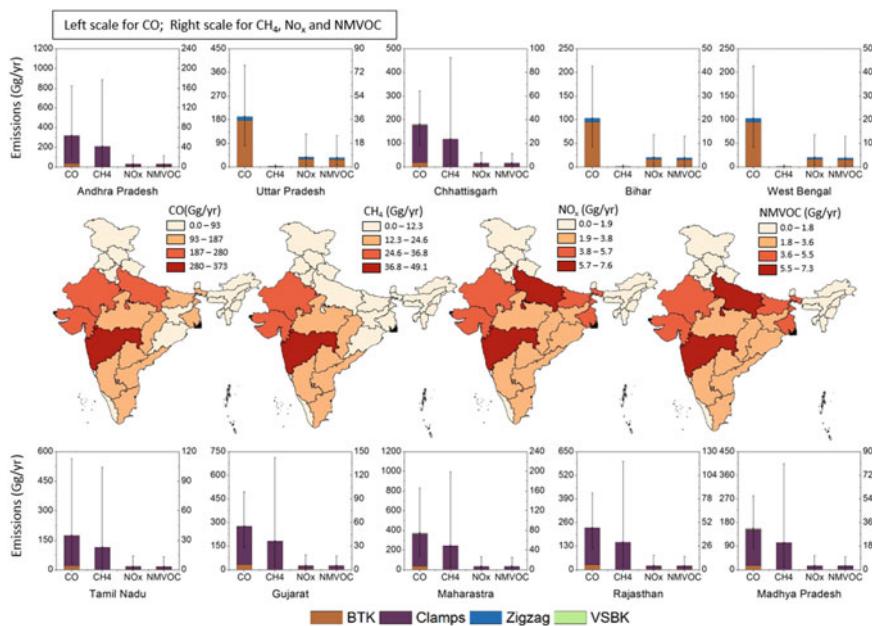 Left scale for CO; Right scale for CH4, Nox and NMVOC
Emissions (Gg/yr)
1200 1000 800 600 400 200 0
240 200 160 120 80 40 0
CO CH4 NOx NMVOC
Andhra Pradesh
450 360 270 180 90 0
90 72 54 36 18 0
CO CH4 NOx NMVOC
Uttar Pradesh
500 400 300 200 100 0
100 80 60 40 20 0
CO CH4 NOx NMVOC
Chhattisgarh
250 200 150 100 50 0
50 40 30 20 10 0
CO CH4 NOx NMVOC
Bihar
250 200 150 100 50 0
50 40 30 20 10 0
CO CH4 NOx NMVOC
West Bengal
CO(Gg/yr)
0.0 – 93
93 – 187
187 – 280
280 – 373
CH4 (Gg/yr)
0.0 – 12.3
12.3 – 24.6
24.6 – 36.8
36.8 – 49.1
NOx (Gg/yr)
0.0 – 1.9
1.9 – 3.8
3.8 – 5.7
5.7 – 7.6
NMVOC (Gg/yr)
0.0 – 1.8
1.8 – 3.6
3.6 – 5.5
5.5 – 7.3
Emissions (Gg/yr)
600 450 300 150 0
120 90 60 30 0
CO CH4 NOx NMVOC
Tamil Nadu
750 600 450 300 150 0
150 120 90 60 30 0
CO CH4 NOx NMVOC
Gujarat
1200 1000 800 600 400 200 0
240 200 160 120 80 40 0
CO CH4 NOx NMVOC
Maharastra
650 520 390 260 130 0
130 104 78 52 26 0
CO CH4 NOx NMVOC
Rajasthan
450 360 270 180 90 0
90 72 54 36 18 0
CO CH4 NOx NMVOC
Madhya Pradesh
BTK Clamps Zigzag VSBK